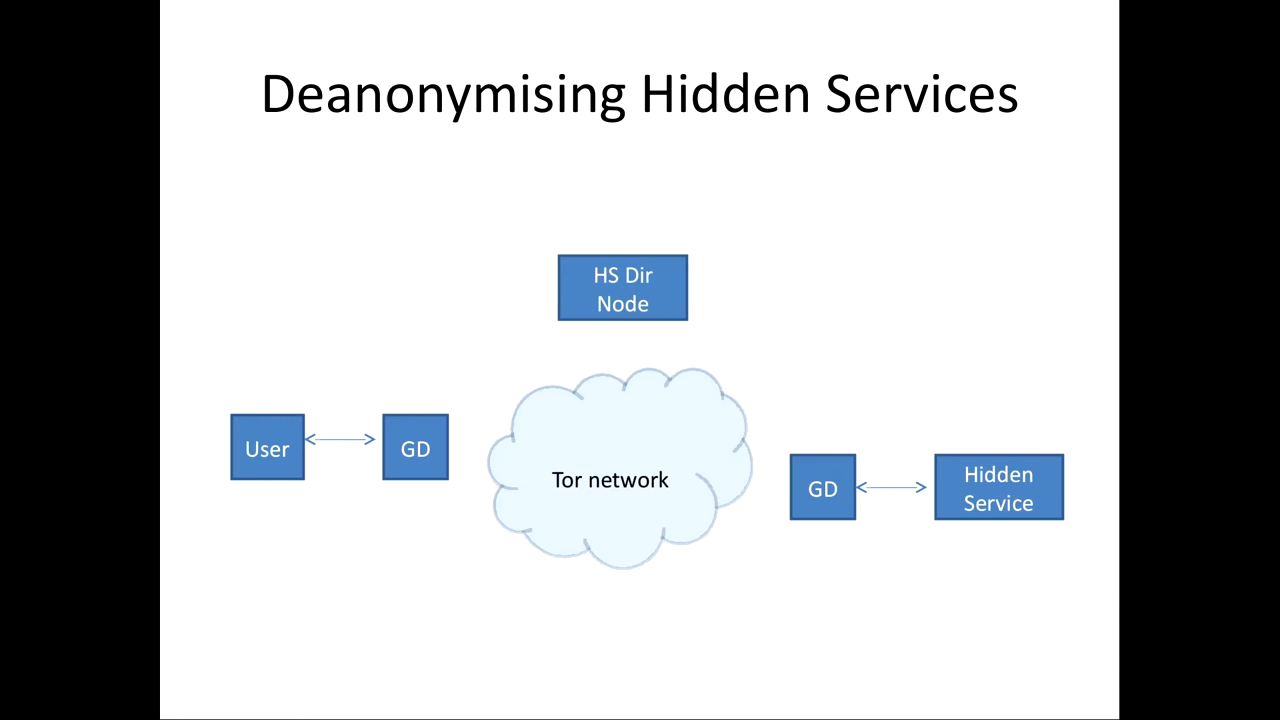 Deanonymising Hidden Services
HS Dir
Node
User
GD
Tor network
GD
Hidden
Service